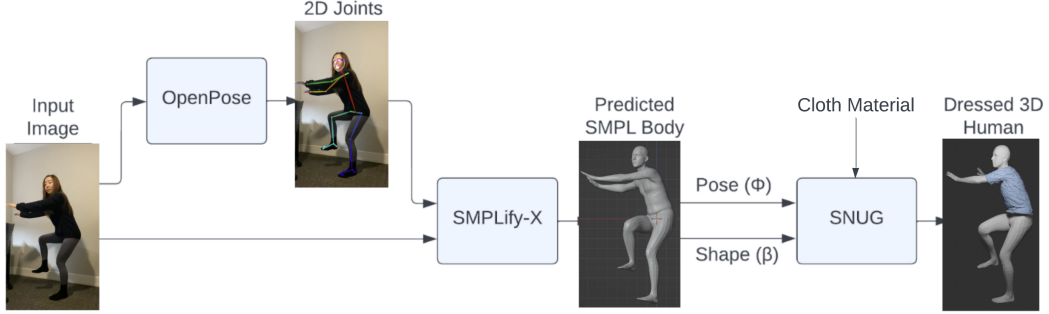 2D Joints
OpenPose
Input
Image
Predicted
SMPL Body
Cloth Material
Dressed 3D
Human
Pose (Φ)
SMPLify-X
SNUG
Shape (β)